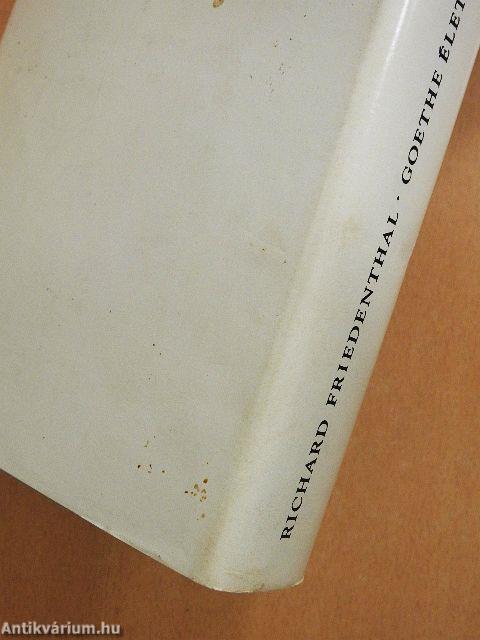 RICHARD FRIEDENTHAL · GOETHE ÉLET
Antikvárium.hu